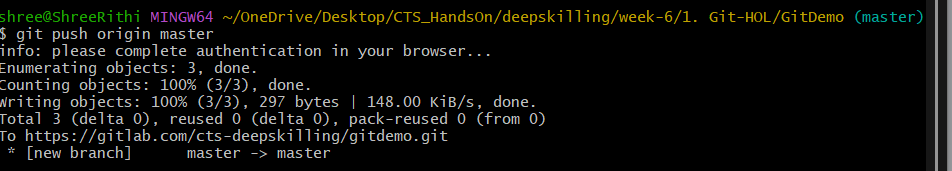 shree@ShreeRithi MINGW64 ~/OneDrive/Desktop/CTS_HandsOn/deepskilling/week-6/1. Git-HOL/GitDemo (master)
$ git push origin master
info: please complete authentication in your browser...
Enumerating objects: 3, done.
Counting objects: 100% (3/3), done.
Writing objects: 100% (3/3), 297 bytes | 148.00 KiB/s, done.
Total 3 (delta 0), reused 0 (delta 0), pack-reused 0 (from 0)
To https://gitlab.com/cts-deepskilling/gitdemo.git
 * [new branch]      master -> master